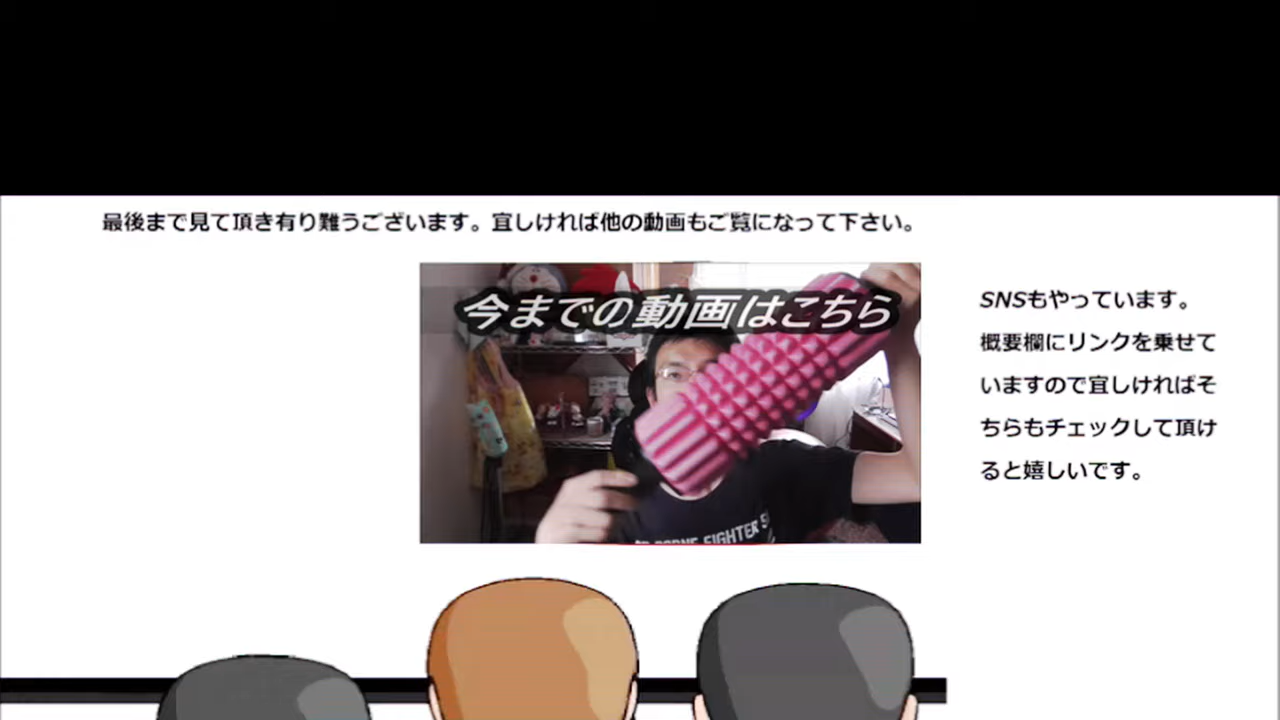 最後まで見て頂き有り難うございます。宜しければ他の動画もご覧になって下さい。
今までの動画はこちら
SNSもやっています。
概要欄にリンクを乗せて
いますので宜しければそ
ちらもチェックして頂け
ると嬉しいです。
FIGHTER